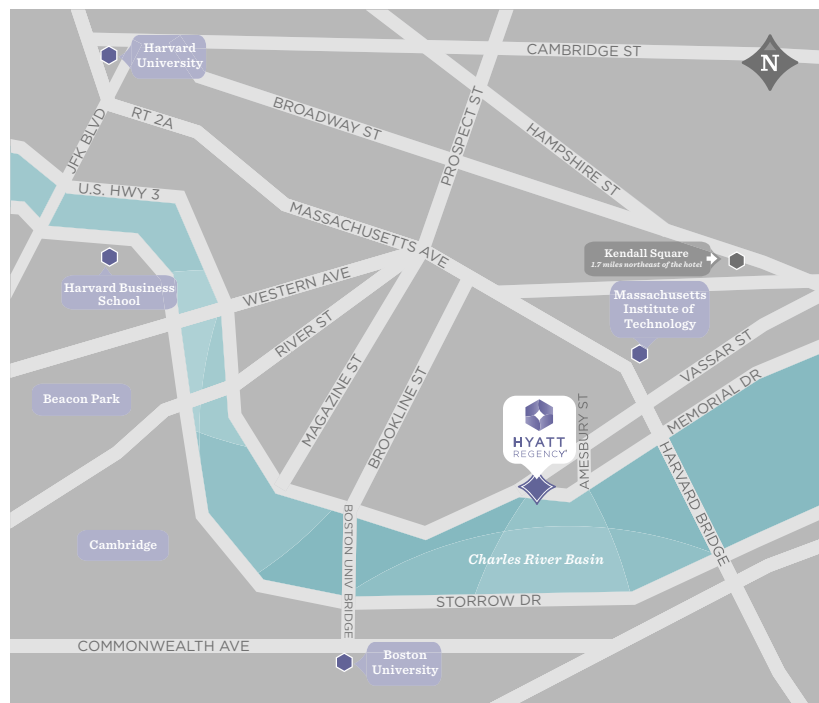 Harvard
University
CAMBRIDGE ST
N
RT 2A
BROADWAY ST
PROSPECT ST
HAMPSHIRE ST
JFK BLVD
U.S. HWY 3
MASSACHUSETTS AVE
Kendall Square
1.7 miles northeast of the hotel
Harvard Business
School
WESTERN AVE
Massachusetts
Institute of
Technology
RIVER ST
VASSAR ST
MEMORIAL DR
Beacon Park
MAGAZINE ST
BROOKLINE ST
HYATT
REGENCY
AMESBURY ST
HARVARD BRIDGE
Cambridge
BOSTON UNIV BRIDGE
Charles River Basin
STORROW DR
COMMONWEALTH AVE
Boston
University